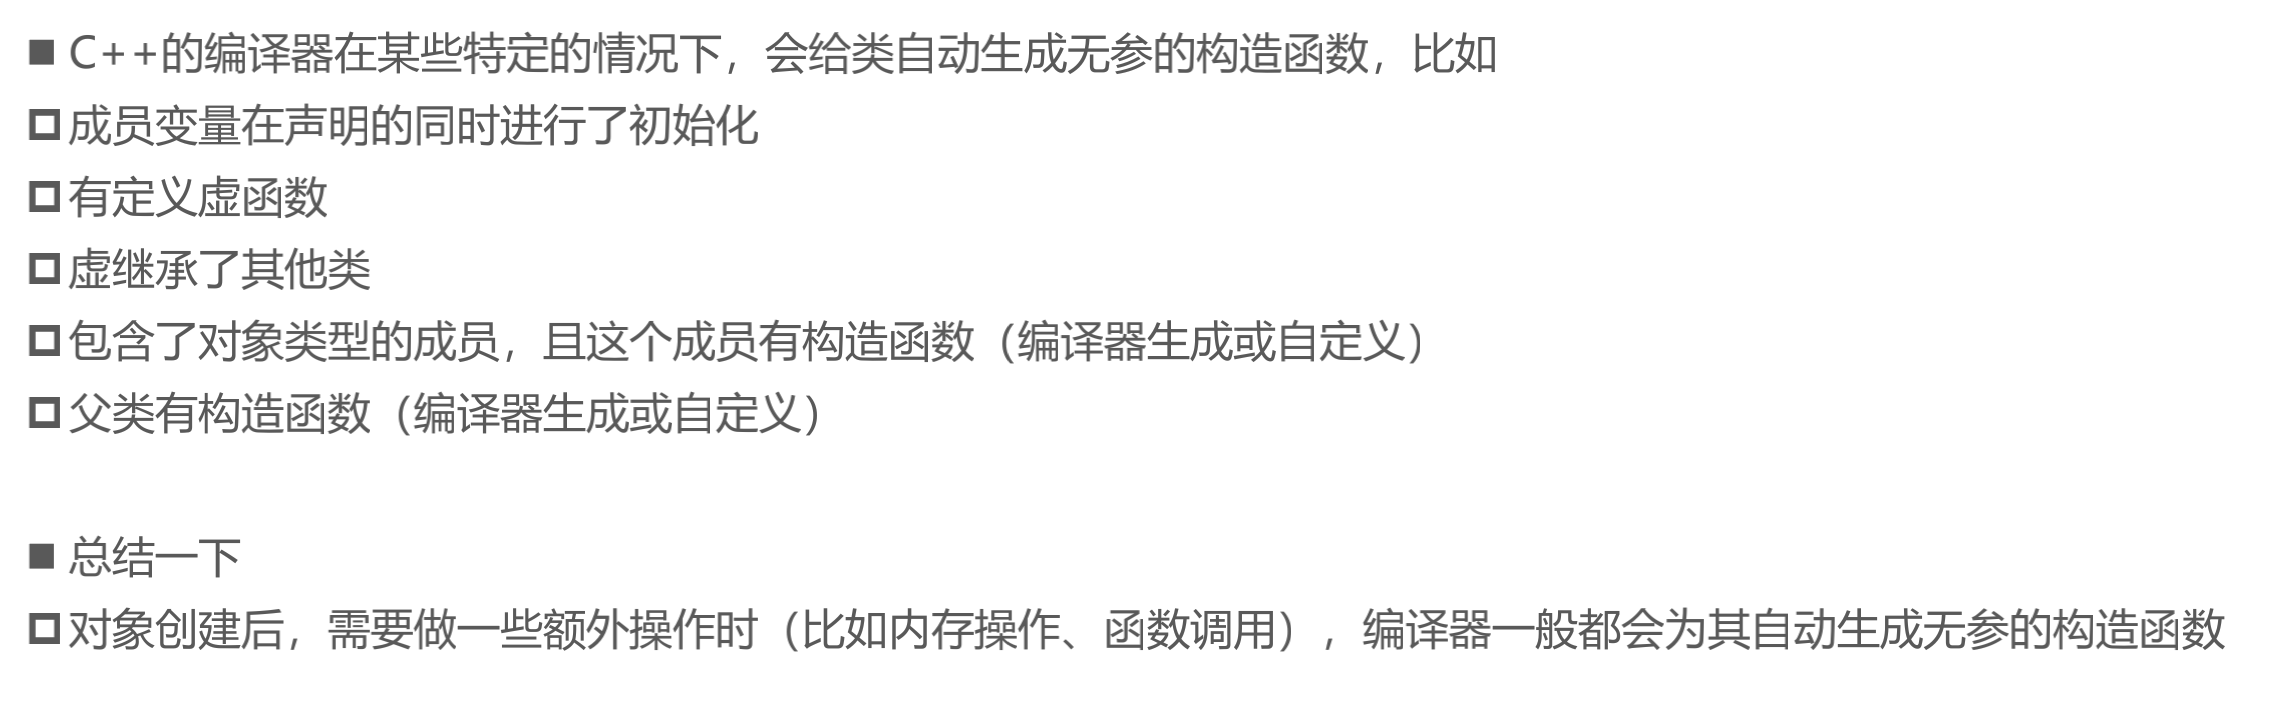 ■ C++的编译器在某些特定的情况下，会给类自动生成无参的构造函数，比如
□ 成员变量在声明的同时进行了初始化
□ 有定义虚函数
□ 虚继承了其他类
□ 包含了对象类型的成员，且这个成员有构造函数（编译器生成或自定义）
□ 父类有构造函数（编译器生成或自定义）
■ 总结一下
□ 对象创建后，需要做一些额外操作时（比如内存操作、函数调用），编译器一般都会为其自动生成无参的构造函数